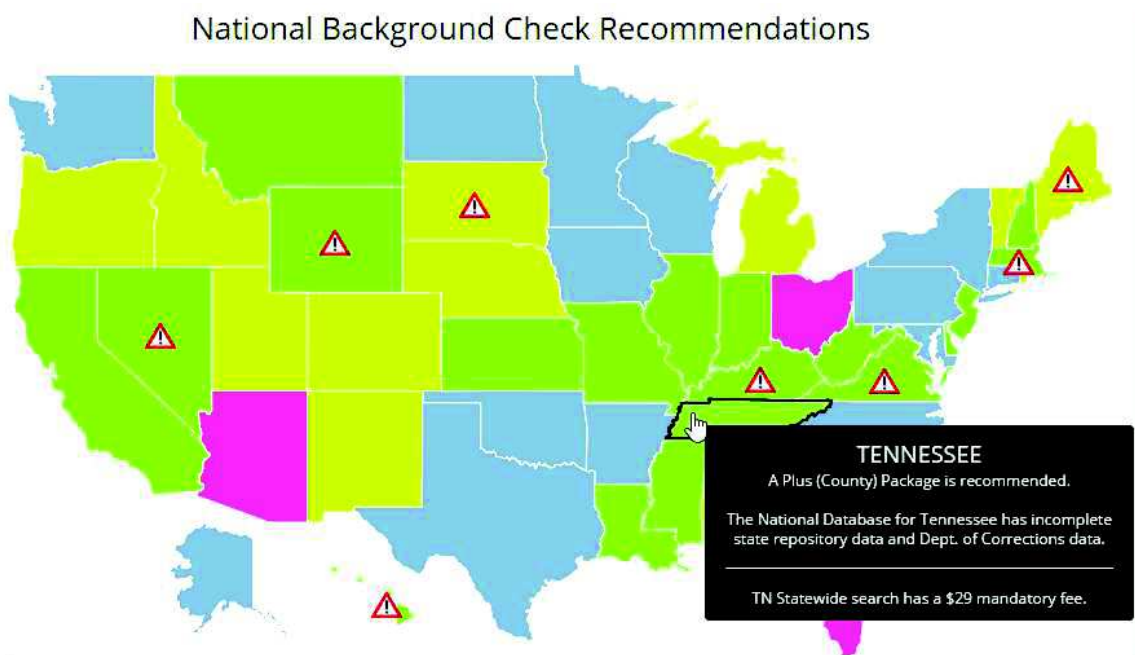 National Background Check Recommendations
TENNESSEE
A Plus (County) Package is recommended.
The National Database for Tennessee has incomplete
state repository data and Dept. of Corrections data.
TN Statewide search has a $29 mandatory fee.